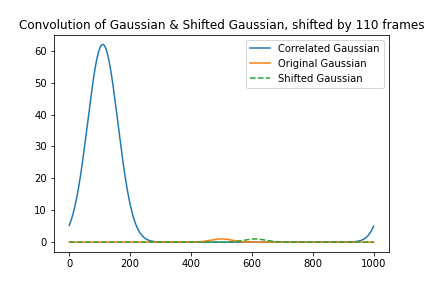 Convolution of Gaussian & Shifted Gaussian, shifted by 110 frames
Correlated Gaussian
Original Gaussian
Shifted Gaussian
60
50
40
30
20
10
0
0 200 400 600 800 1000